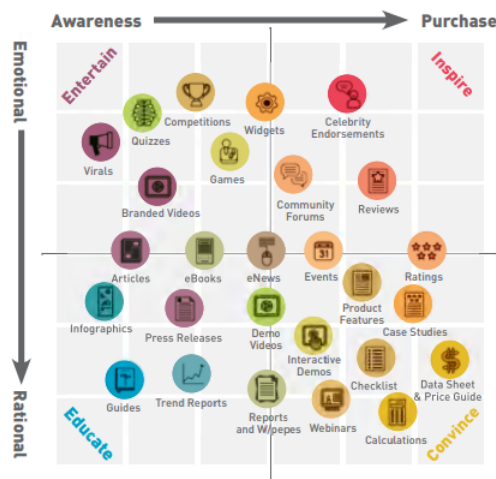 Awareness
Purchase
Emotional
Rational
Entertain
Inspire
Educate
Convince
Competitions
Widgets
Celebrity
Endorsements
Quizzes
Virals
Games
Branded Videos
Community
Forums
Reviews
Articles
eBooks
eNews
31
Events
Ratings
Infographics
Press Releases
Demo
Videos
Interactive
Demos
Product
Features
Case Studies
Guides
Trend Reports
Reports
and W/pepes
Webinars
Checklist
Calculations
$
Data Sheet
& Price Guide